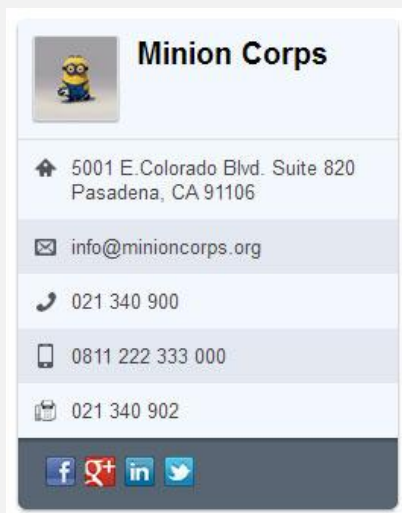 Minion Corps
5001 E.Colorado Blvd. Suite 820
Pasadena, CA 91106
info@minioncorps.org
021 340 900
0811 222 333 000
021 340 902
f g+ in